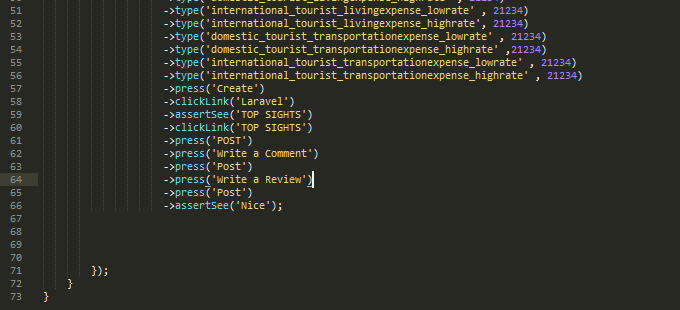 51 ->type('international_tourist_livingexpense_lowrate' , 21234)
52 ->type('international_tourist_livingexpense_highrate', 21234)
53 ->type('domestic_tourist_transportationexpense_lowrate' , 21234)
54 ->type('domestic_tourist_transportationexpense_highrate' ,21234)
55 ->type('international_tourist_transportationexpense_lowrate' , 21234)
56 ->type('international_tourist_transportationexpense_highrate' , 21234)
57 ->press('Create')
58 ->clickLink('Laravel')
59 ->assertSee('TOP SIGHTS')
60 ->clickLink('TOP SIGHTS')
61 ->press('POST')
62 ->press('Write a Comment')
63 ->press('Post')
64 ->press('Write a Review')
65 ->press('Post')
66 ->assertSee('Nice');
67
68
69
70
71 });
72 }
73 }